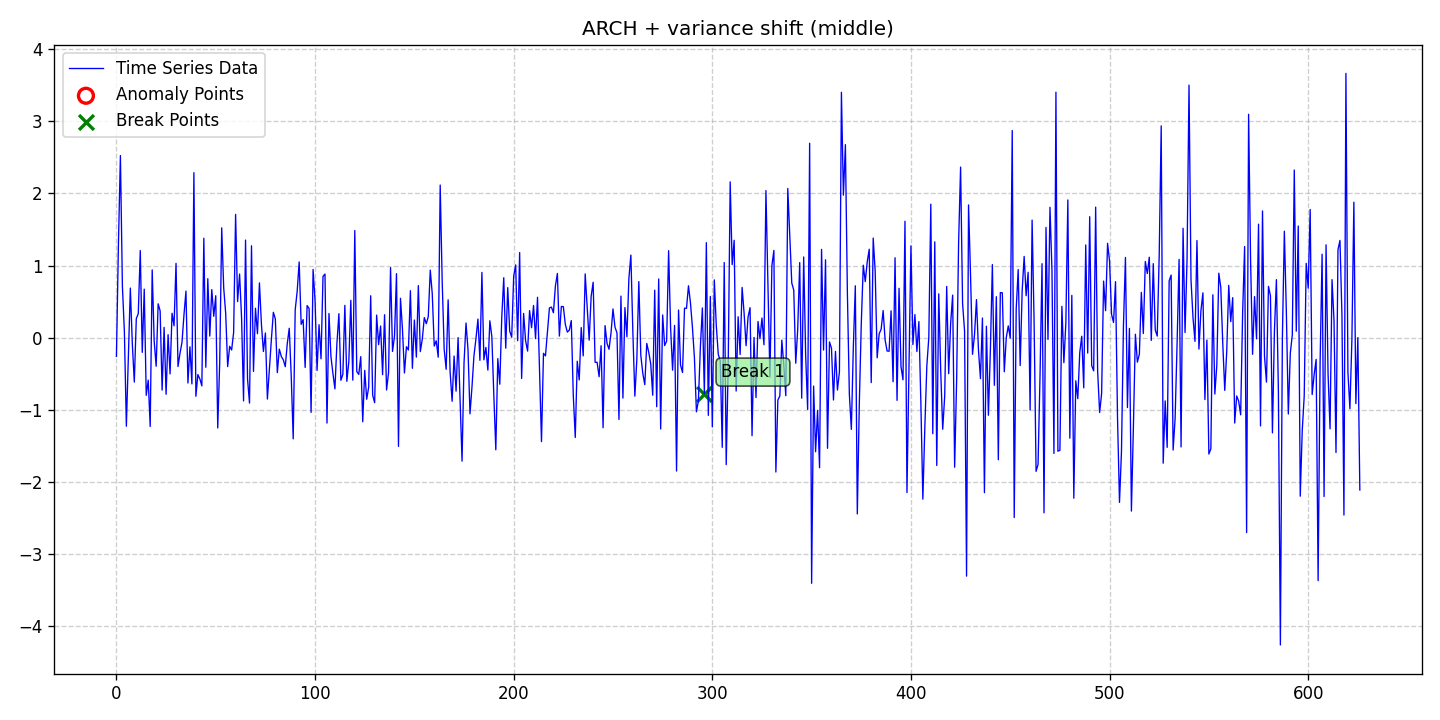 ARCH + variance shift (middle)
4
3
2
1
0
−1
−2
−3
−4
Time Series Data
Anomaly Points
Break Points
Break 1
0 100 200 300 400 500 600